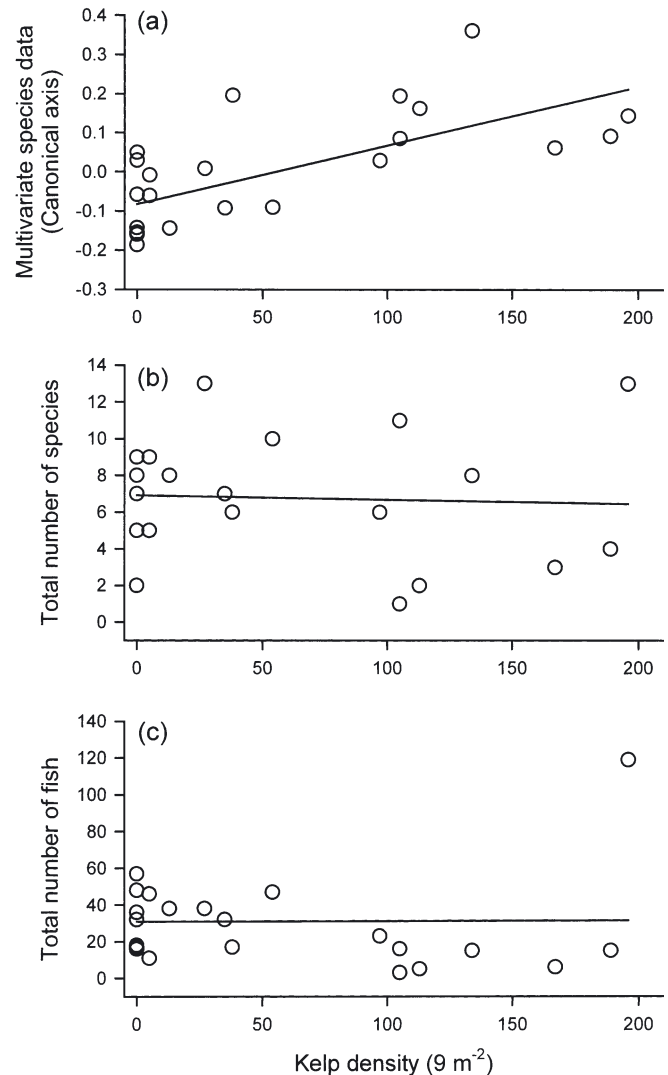 (a)
0.4
0.3
0.2
0.1
0.0
-0.1
-0.2
-0.3
Multivariate species data
(Canonical axis)
0 50 100 150 200
(b)
14
12
10
8
6
4
2
0
Total number of species
0 50 100 150 200
(c)
140
120
100
80
60
40
20
0
Total number of fish
0 50 100 150 200
Kelp density (9 m⁻²)